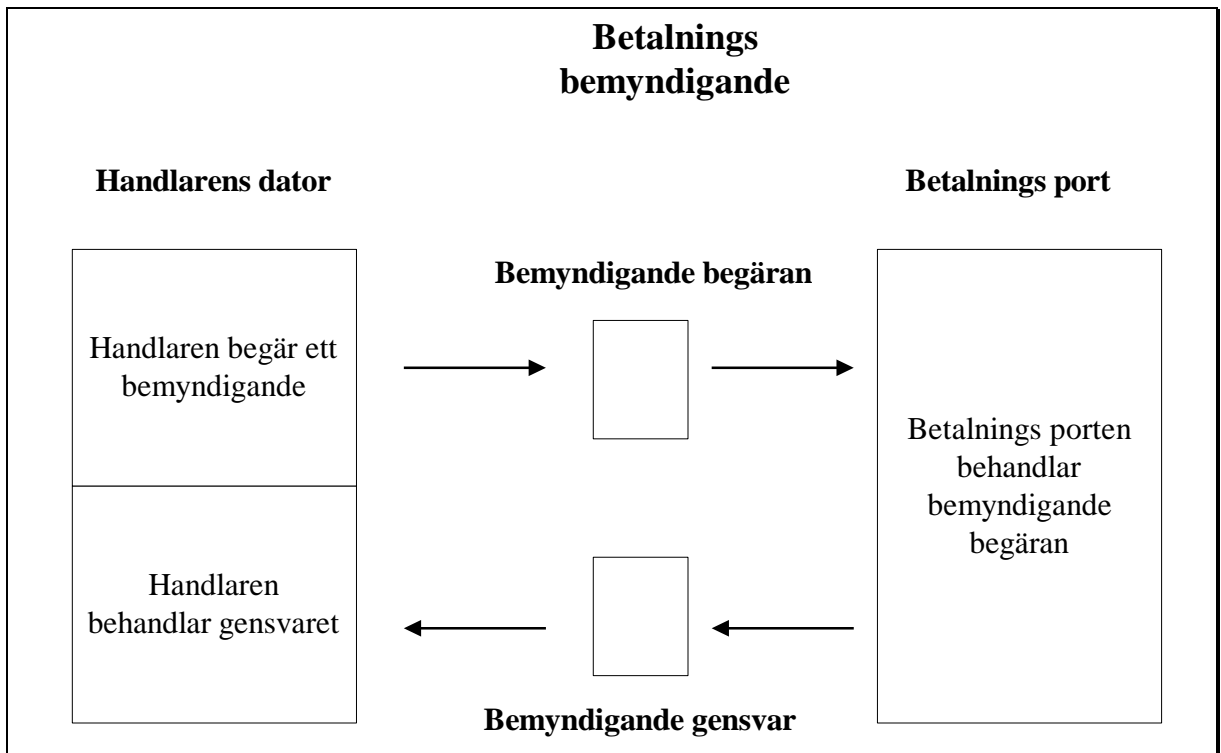 Betalnings
bemyndigande
Handlarens dator
Betalnings port
Bemyndigande begäran
Handlaren begär ett
bemyndigande
Betalnings porten
behandlar
bemyndigande
begäran
Handlaren
behandlar gensvaret
Bemyndigande gensvar